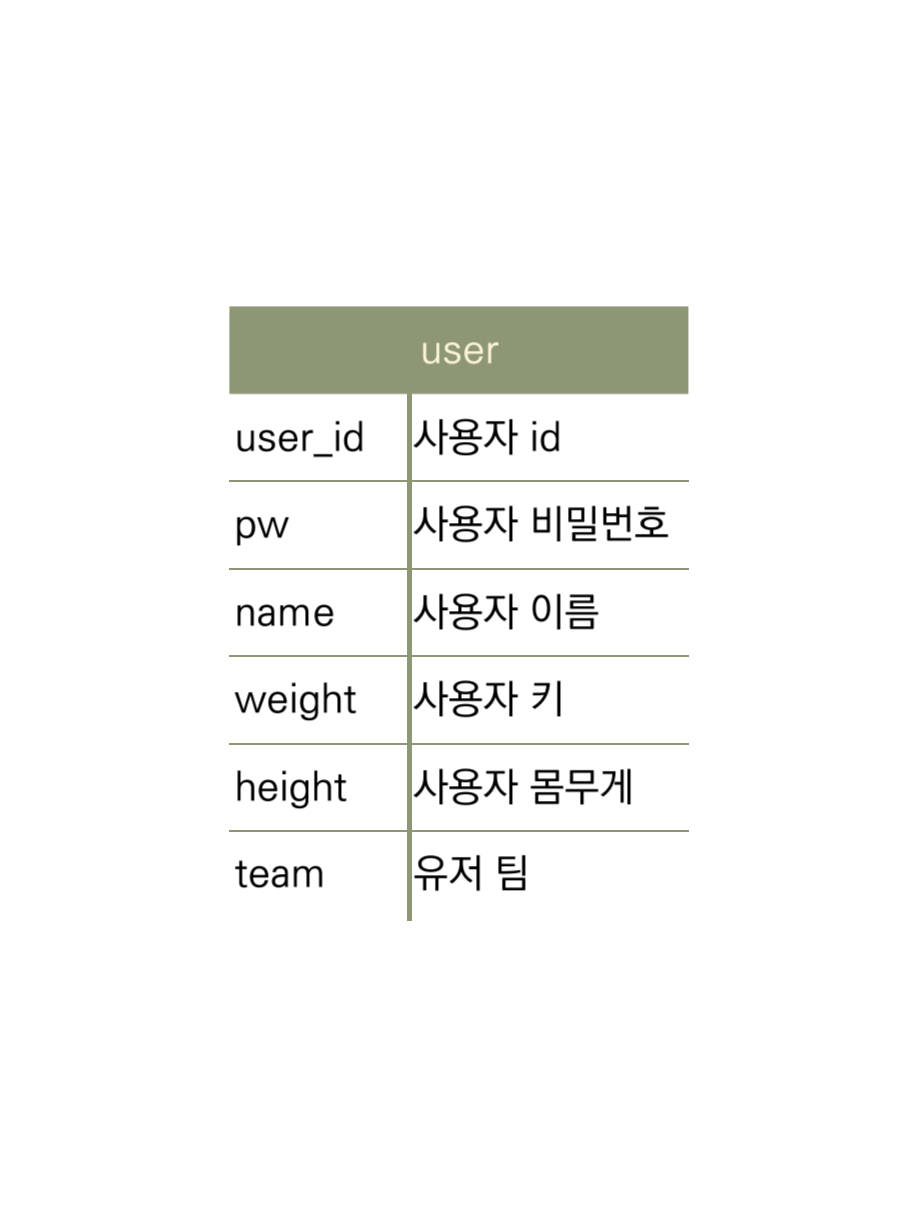 user
user_id 사용자 id
pw 사용자 비밀번호
name 사용자 이름
weight 사용자 키
height 사용자 몸무게
team 유저 팀